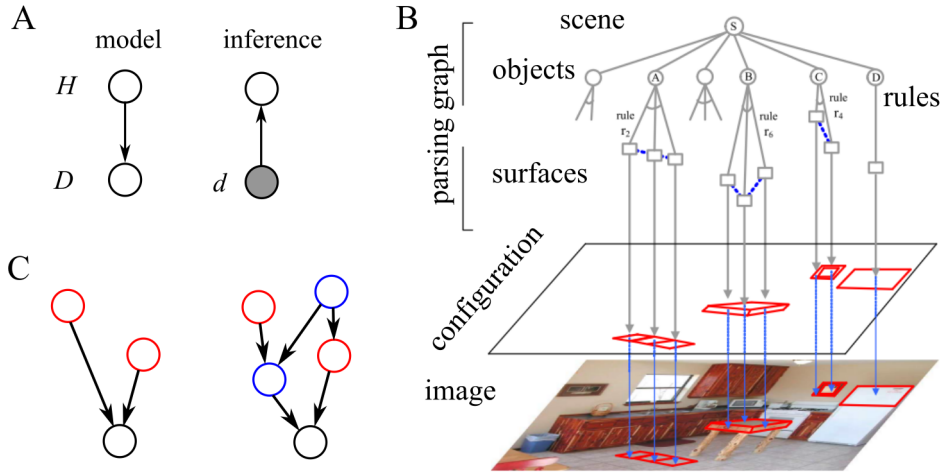 A
model
inference
H
D
d
B
scene
S
objects
A
B
C
D
rules
rule
r2
rule
r6
rule
r4
surfaces
parsing graph
configuration
image
C